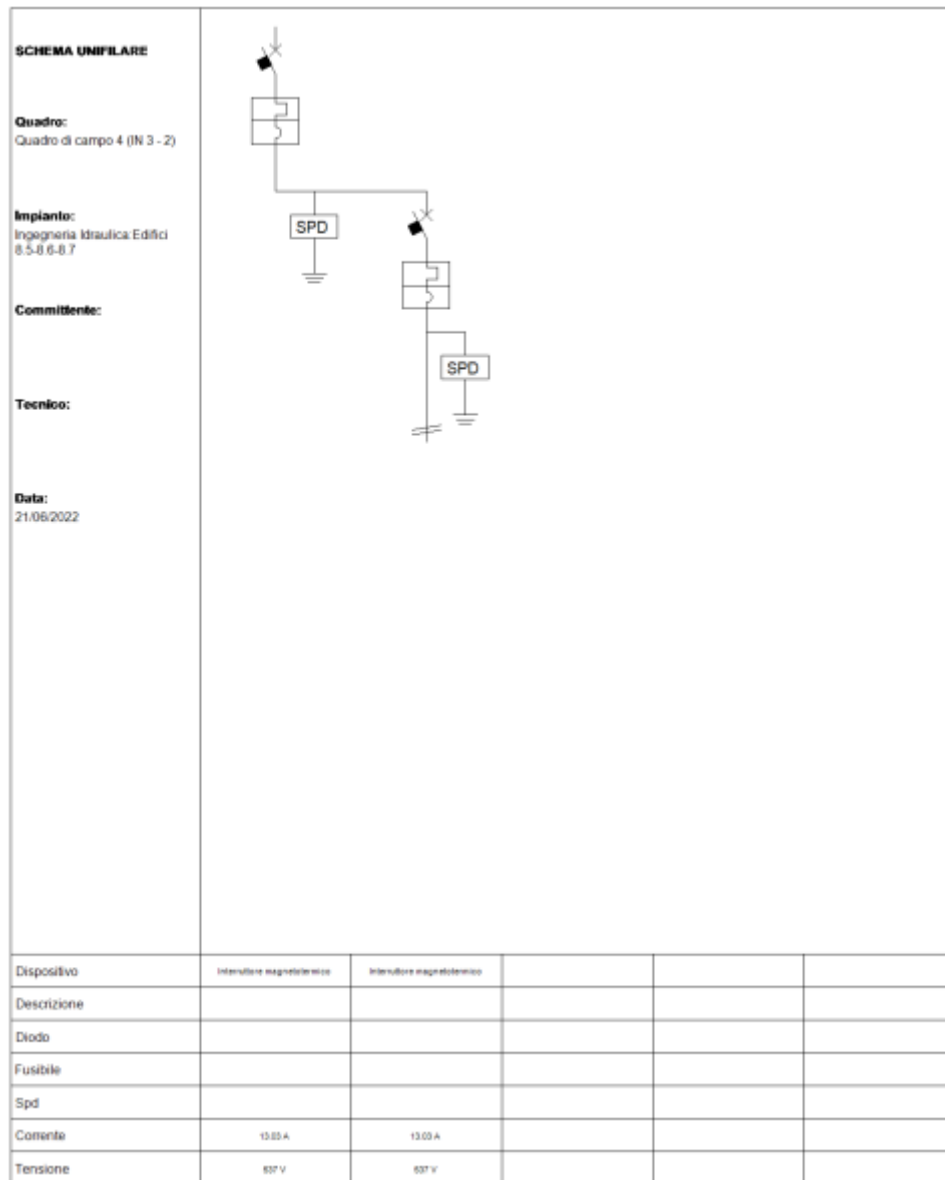 SCHEMA UNIFILARE
Quadro:
Quadro di campo 4 (IN 3 - 2)
Impianto:
Ingegneria Idraulica Edifici
8.5-8.6-8.7
Committente:
Tecnico:
Data:
21/06/2022
SPD
SPD
Dispositivo Interruttore magnetotermico Interruttore magnetotermico
Descrizione
Diodo
Fusibile
Spd
Corrente 13.03 A 13.03 A
Tensione 637 V 637 V